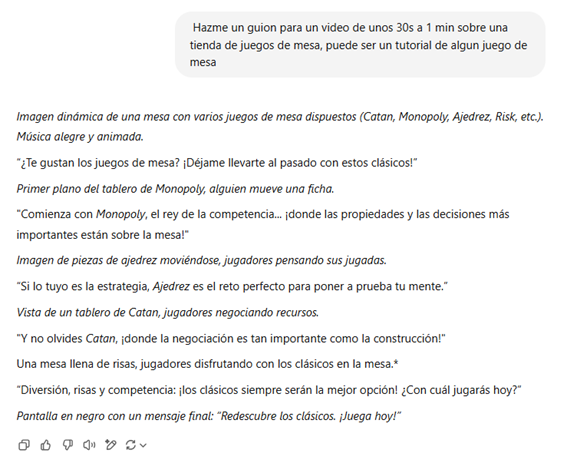 Hazme un guion para un video de unos 30s a 1 min sobre una
tienda de juegos de mesa, puede ser un tutorial de algun juego de
mesa
Imagen dinámica de una mesa con varios juegos de mesa dispuestos (Catan, Monopoly, Ajedrez, Risk, etc.).
Música alegre y animada.
"¿Te gustan los juegos de mesa? ¡Déjame llevarte al pasado con estos clásicos!"
Primer plano del tablero de Monopoly, alguien mueve una ficha.
"Comienza con Monopoly, el rey de la competencia... ¡donde las propiedades y las decisiones más
importantes están sobre la mesa!"
Imagen de piezas de ajedrez moviéndose, jugadores pensando sus jugadas.
"Si lo tuyo es la estrategia, Ajedrez es el reto perfecto para poner a prueba tu mente."
Vista de un tablero de Catan, jugadores negociando recursos.
"Y no olvides Catan, ¡donde la negociación es tan importante como la construcción!"
Una mesa llena de risas, jugadores disfrutando con los clásicos en la mesa.*
"Diversión, risas y competencia: ¡los clásicos siempre serán la mejor opción! ¿Con cuál jugarás hoy?"
Pantalla en negro con un mensaje final: "Redescubre los clásicos. ¡Juega hoy!"